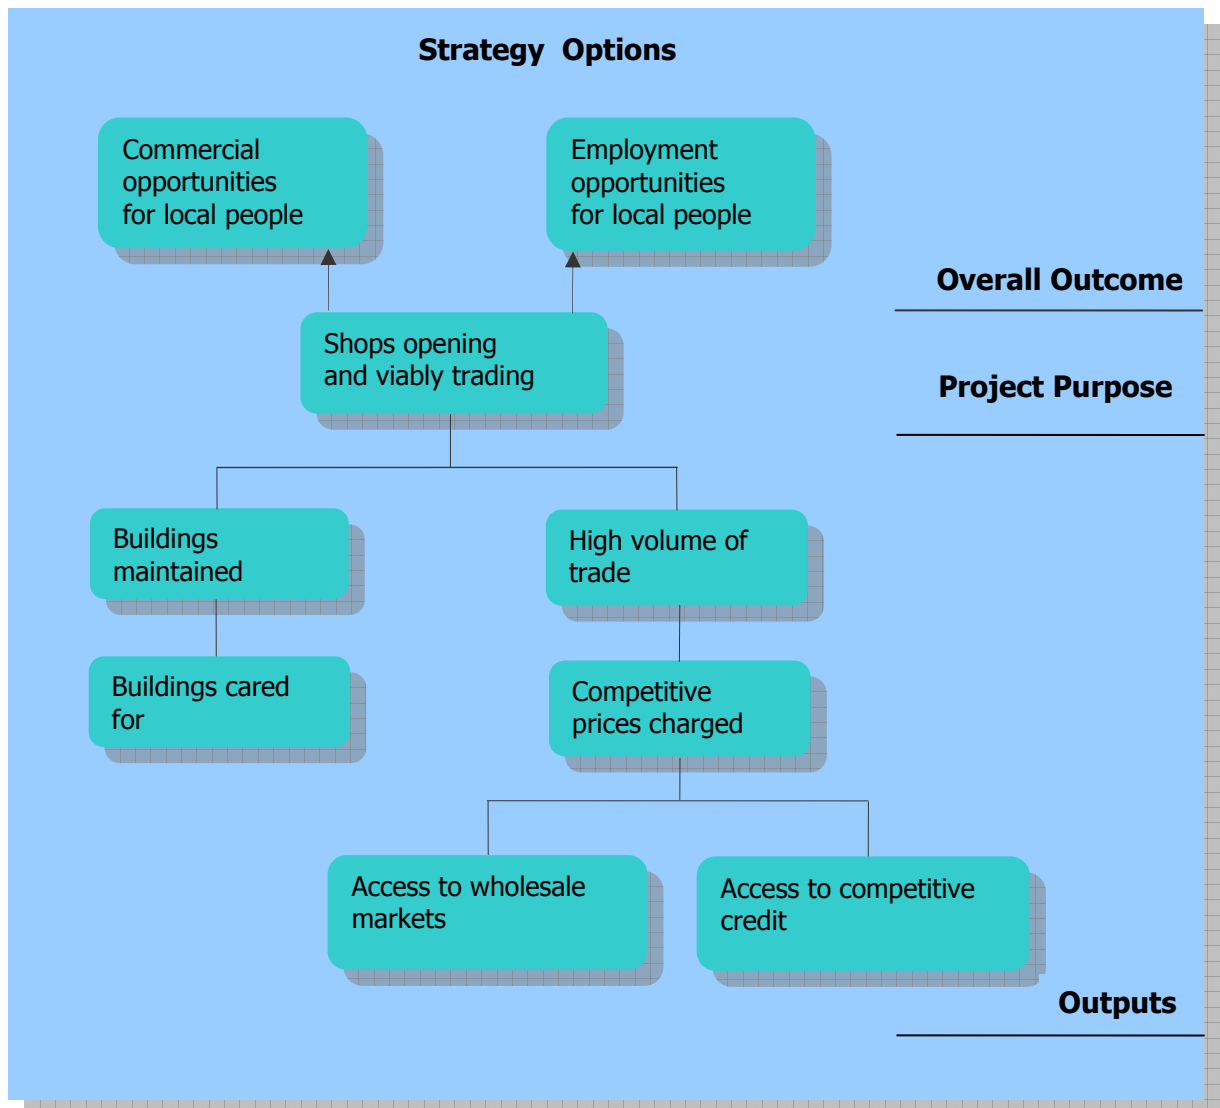 Strategy Options
Commercial
opportunities
for local people
Employment
opportunities
for local people
Overall Outcome
Shops opening
and viably trading
Project Purpose
Buildings
maintained
High volume of
trade
Buildings cared
for
Competitive
prices charged
Access to wholesale
markets
Access to competitive
credit
Outputs